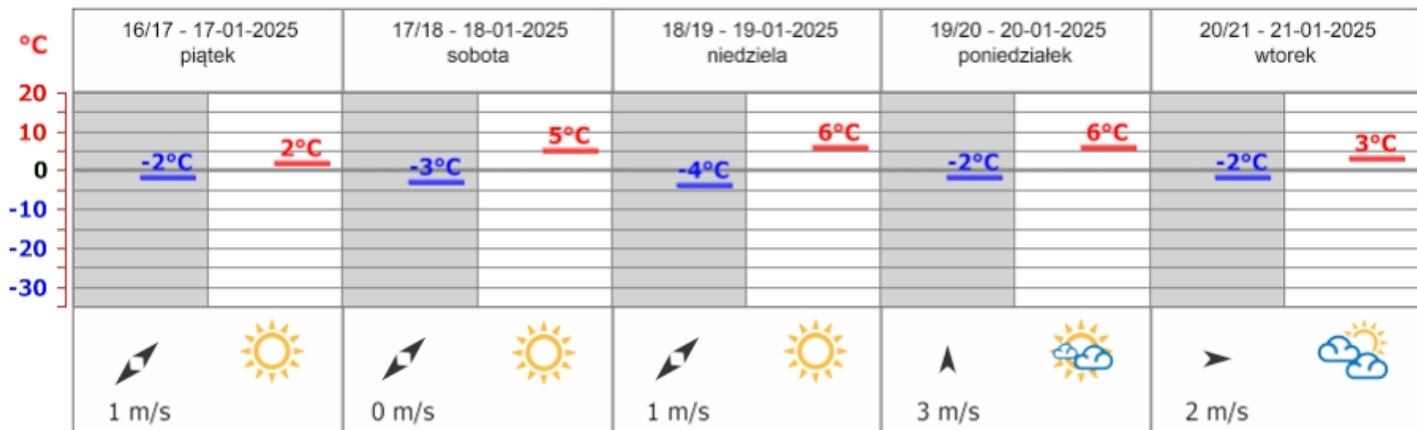 °C
16/17 - 17-01-2025
piątek
17/18 - 18-01-2025
sobota
18/19 - 19-01-2025
niedziela
19/20 - 20-01-2025
poniedziałek
20/21 - 21-01-2025
wtorek
20
10
0
-10
-20
-30
-2°C
2°C
-3°C
5°C
-4°C
6°C
-2°C
6°C
-2°C
3°C
1 m/s
0 m/s
1 m/s
3 m/s
2 m/s